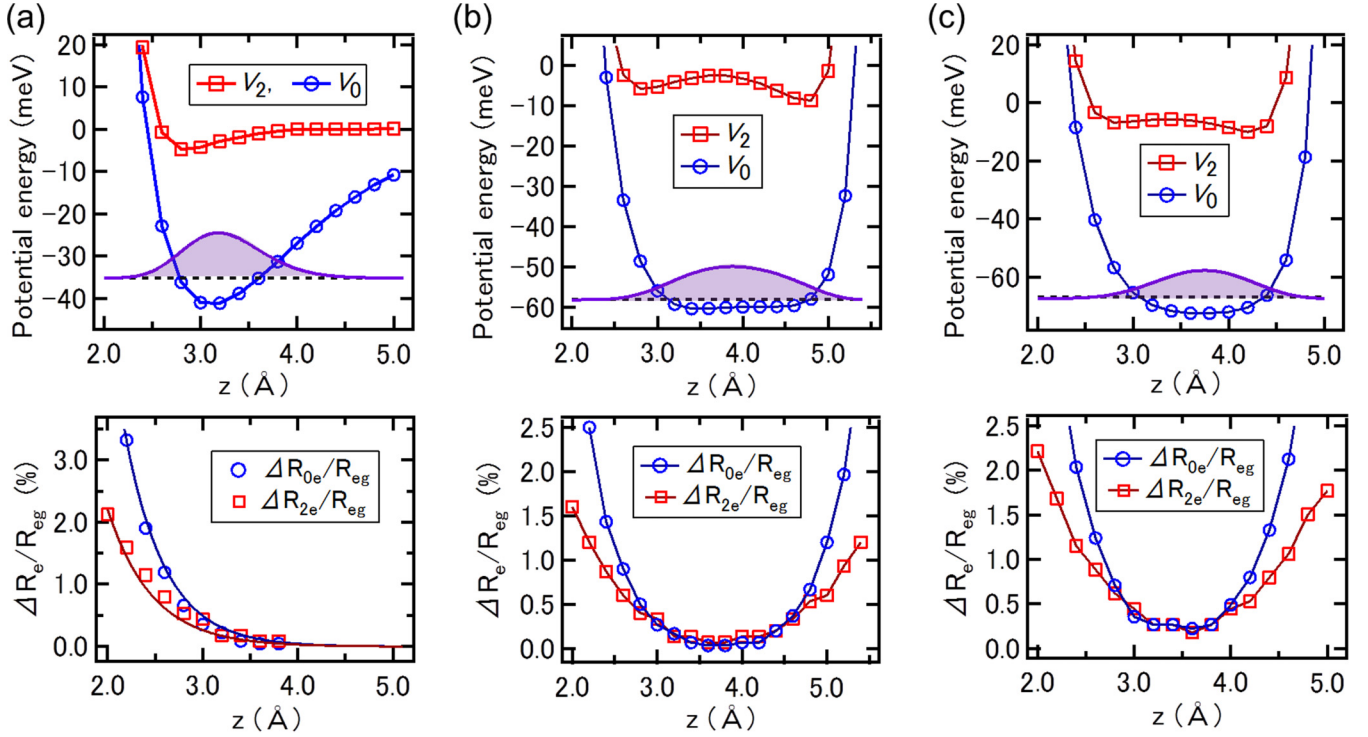 (a)
Potential energy (meV)
20
10
0
−10
−20
−30
−40
V2, V0
2.0 3.0 4.0 5.0
z (Å)
(b)
Potential energy (meV)
0
−10
−20
−30
−40
−50
−60
V2
V0
2.0 3.0 4.0 5.0
z (Å)
(c)
Potential energy (meV)
20
0
−20
−40
−60
V2
V0
2.0 3.0 4.0 5.0
z (Å)
ΔRe/Reg (%)
3.0
2.0
1.0
0.0
ΔR0e/Reg
ΔR2e/Reg
2.0 3.0 4.0 5.0
z (Å)
ΔRe/Reg (%)
2.5
2.0
1.5
1.0
0.5
0.0
ΔR0e/Reg
ΔR2e/Reg
2.0 3.0 4.0 5.0
z (Å)
ΔRe/Reg (%)
2.5
2.0
1.5
1.0
0.5
0.0
ΔR0e/Reg
ΔR2e/Reg
2.0 3.0 4.0 5.0
z (Å)